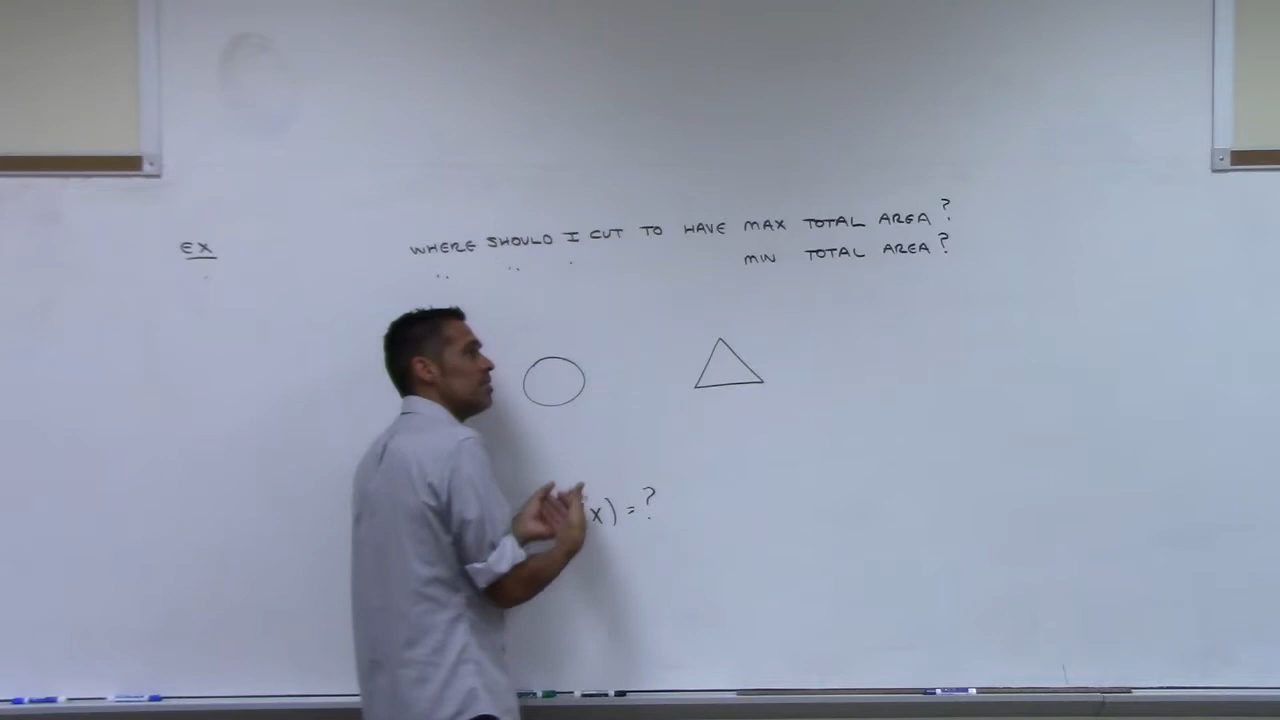 EX
WHERE SHOULD I CUT TO HAVE MAX TOTAL AREA?
MIN TOTAL AREA?
x) = ?